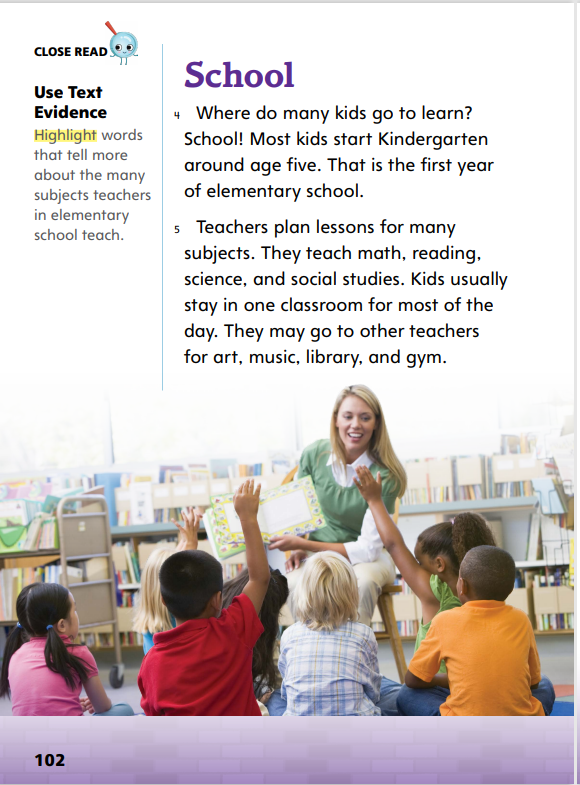 CLOSE READ
Use Text
Evidence
Highlight words
that tell more
about the many
subjects teachers
in elementary
school teach.
School
4 Where do many kids go to learn?
School! Most kids start Kindergarten
around age five. That is the first year
of elementary school.
5 Teachers plan lessons for many
subjects. They teach math, reading,
science, and social studies. Kids usually
stay in one classroom for most of the
day. They may go to other teachers
for art, music, library, and gym.
102